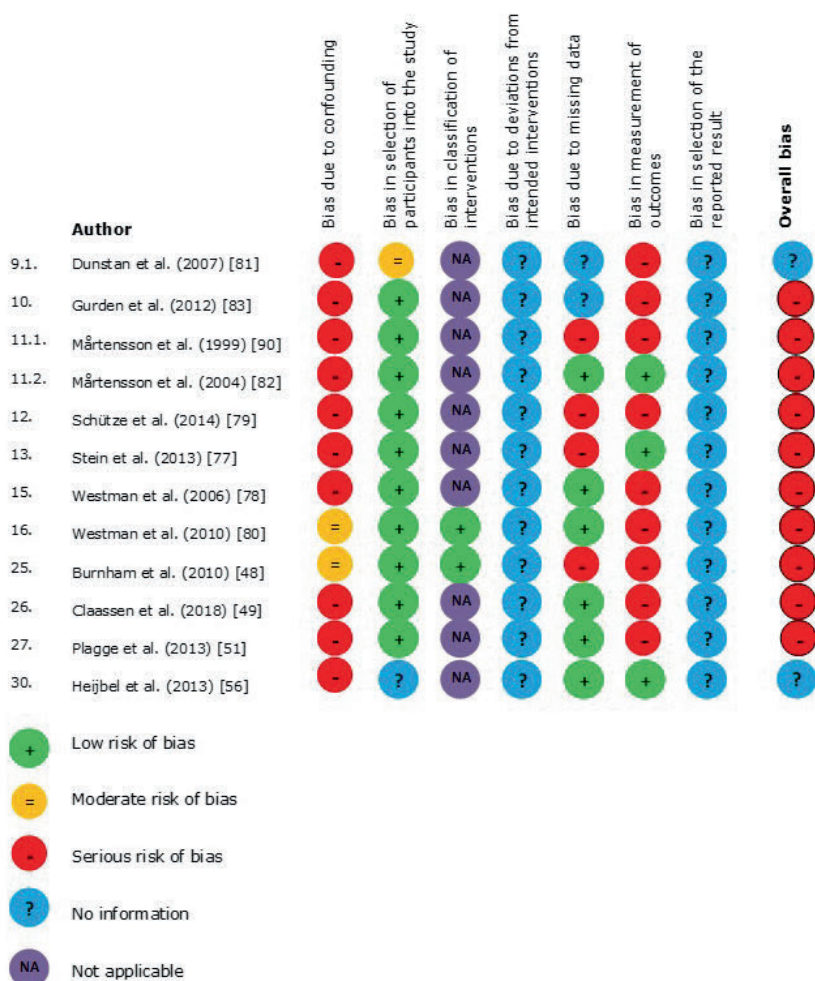 Bias due to confounding
Bias in selection of
participants into the study
Bias in classification of
interventions
Bias due to deviations from
intended interventions
Bias due to missing data
Bias in measurement of
outcomes
Bias in selection of the
reported result
Overall bias
Author
9.1. Dunstan et al. (2007) [81] - = NA ? ? - ? ?
10. Gurden et al. (2012) [83] - + NA ? ? - ? -
11.1. Mårtensson et al. (1999) [90] - + NA ? - - ? -
11.2. Mårtensson et al. (2004) [82] - + NA ? + + ? -
12. Schütze et al. (2014) [79] - + NA ? - - ? -
13. Stein et al. (2013) [77] - + NA ? - + ? -
15. Westman et al. (2006) [78] - + NA ? + - ? -
16. Westman et al. (2010) [80] = + + ? + - ? -
25. Burnham et al. (2010) [48] = + + ? - - ? -
26. Claassen et al. (2018) [49] - + NA ? + - ? -
27. Plagge et al. (2013) [51] - + NA ? + - ? -
30. Heijbel et al. (2013) [56] - ? NA ? + + ? ?
+ Low risk of bias
= Moderate risk of bias
- Serious risk of bias
? No information
NA Not applicable